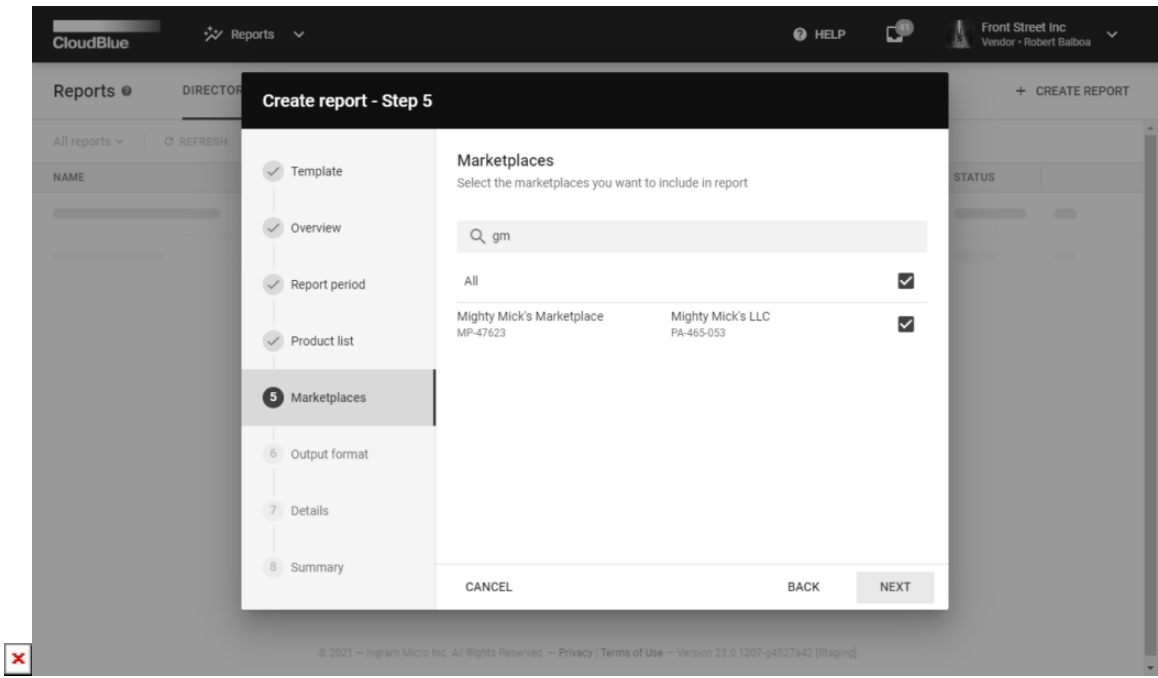 CloudBlue
Reports
HELP
41
Front Street Inc
Vendor • Robert Balboa
Reports
DIRECTOR
+ CREATE REPORT
All reports
REFRESH
NAME
STATUS
Create report - Step 5
Template
Overview
Report period
Product list
5 Marketplaces
6 Output format
7 Details
8 Summary
Marketplaces
Select the marketplaces you want to include in report
gm
All
Mighty Mick's Marketplace
MP-47623
Mighty Mick's LLC
PA-465-053
CANCEL
BACK
NEXT
© 2021 — Ingram Micro Inc. All Rights Reserved. — Privacy | Terms of Use — Version 23.0.1207-g4527a42 [Staging]